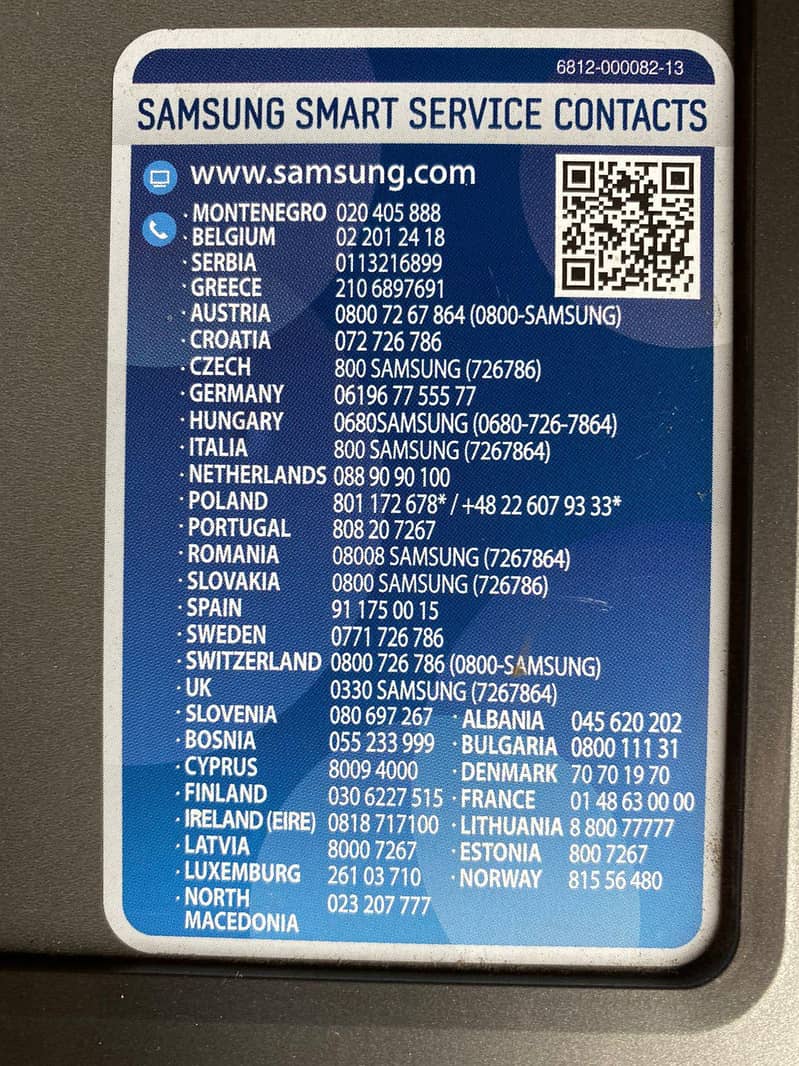 6812-000082-13
SAMSUNG SMART SERVICE CONTACTS
www.samsung.com
· MONTENEGRO 020 405 888
· BELGIUM 02 201 24 18
· SERBIA 0113216899
· GREECE 210 6897691
· AUSTRIA 0800 72 67 864 (0800-SAMSUNG)
· CROATIA 072 726 786
· CZECH 800 SAMSUNG (726786)
· GERMANY 06196 77 555 77
· HUNGARY 0680SAMSUNG (0680-726-7864)
· ITALIA 800 SAMSUNG (7267864)
· NETHERLANDS 088 90 90 100
· POLAND 801 172 678* / +48 22 607 93 33*
· PORTUGAL 808 20 7267
· ROMANIA 08008 SAMSUNG (7267864)
· SLOVAKIA 0800 SAMSUNG (726786)
· SPAIN 91 175 00 15
· SWEDEN 0771 726 786
· SWITZERLAND 0800 726 786 (0800-SAMSUNG)
· UK 0330 SAMSUNG (7267864)
· SLOVENIA 080 697 267 · ALBANIA 045 620 202
· BOSNIA 055 233 999 · BULGARIA 0800 111 31
· CYPRUS 8009 4000 · DENMARK 70 70 19 70
· FINLAND 030 6227 515 · FRANCE 01 48 63 00 00
· IRELAND (EIRE) 0818 717100 · LITHUANIA 8 800 77777
· LATVIA 8000 7267 · ESTONIA 800 7267
· LUXEMBURG 261 03 710 · NORWAY 815 56 480
· NORTH
MACEDONIA 023 207 777